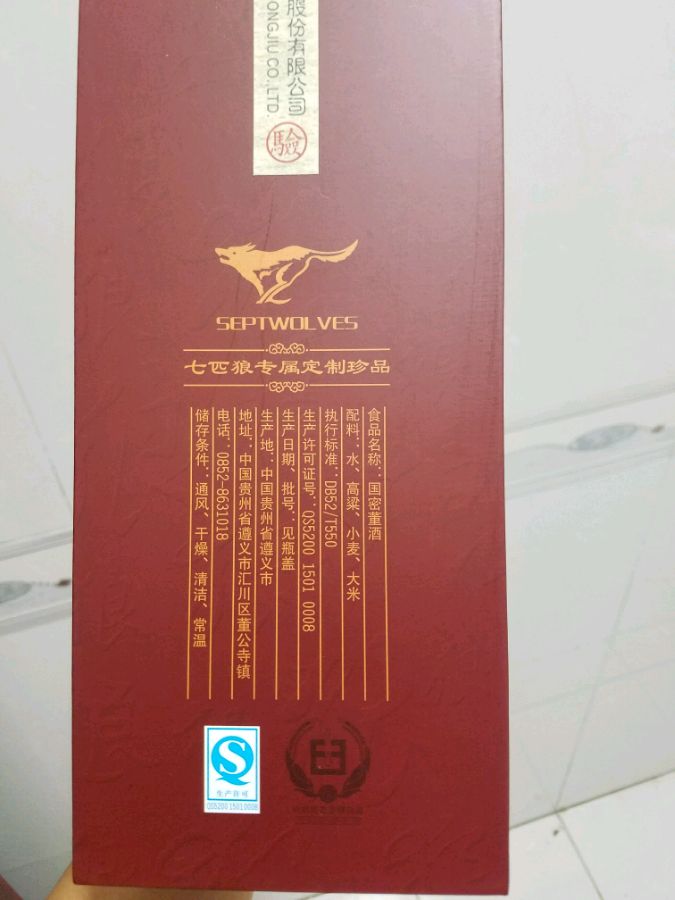 股份有限公司
ONGJIU CO., LTD.
驗
SEPTWOLVES
七匹狼专属定制珍品
食品名称：国密董酒
配料：水、高粱、小麦、大米
执行标准：DB52/T550
生产许可证号：QS5200 1501 0008
生产日期、批号：见瓶盖
生产地：中国贵州省遵义市
地址：中国贵州省遵义市汇川区董公寺镇
电话：0852-8631018
储存条件：通风、干燥、清洁、常温
生产许可
QS5200 1501 0008